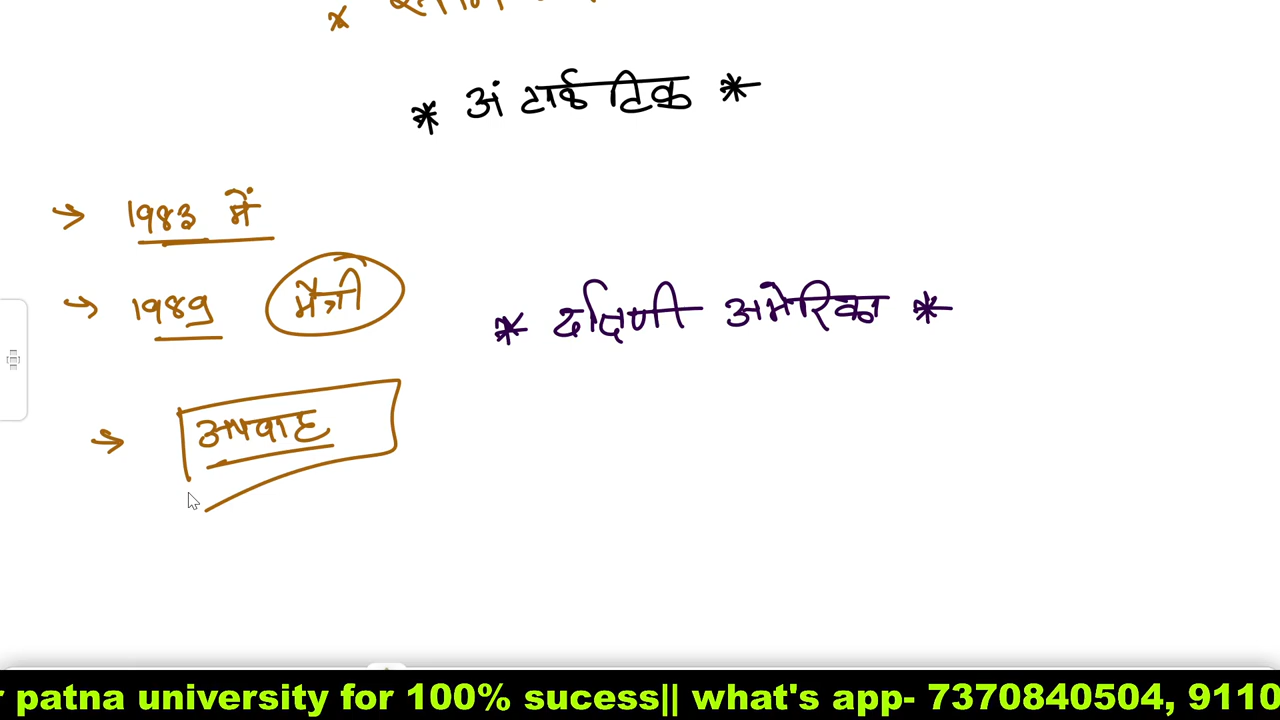 * अंटार्कटिक *
→ 1983 में
→ 1989 मैत्री
* दक्षिणी अमेरिका *
→ अपवाह
r patna university for 100% sucess|| what's app- 7370840504, 9110